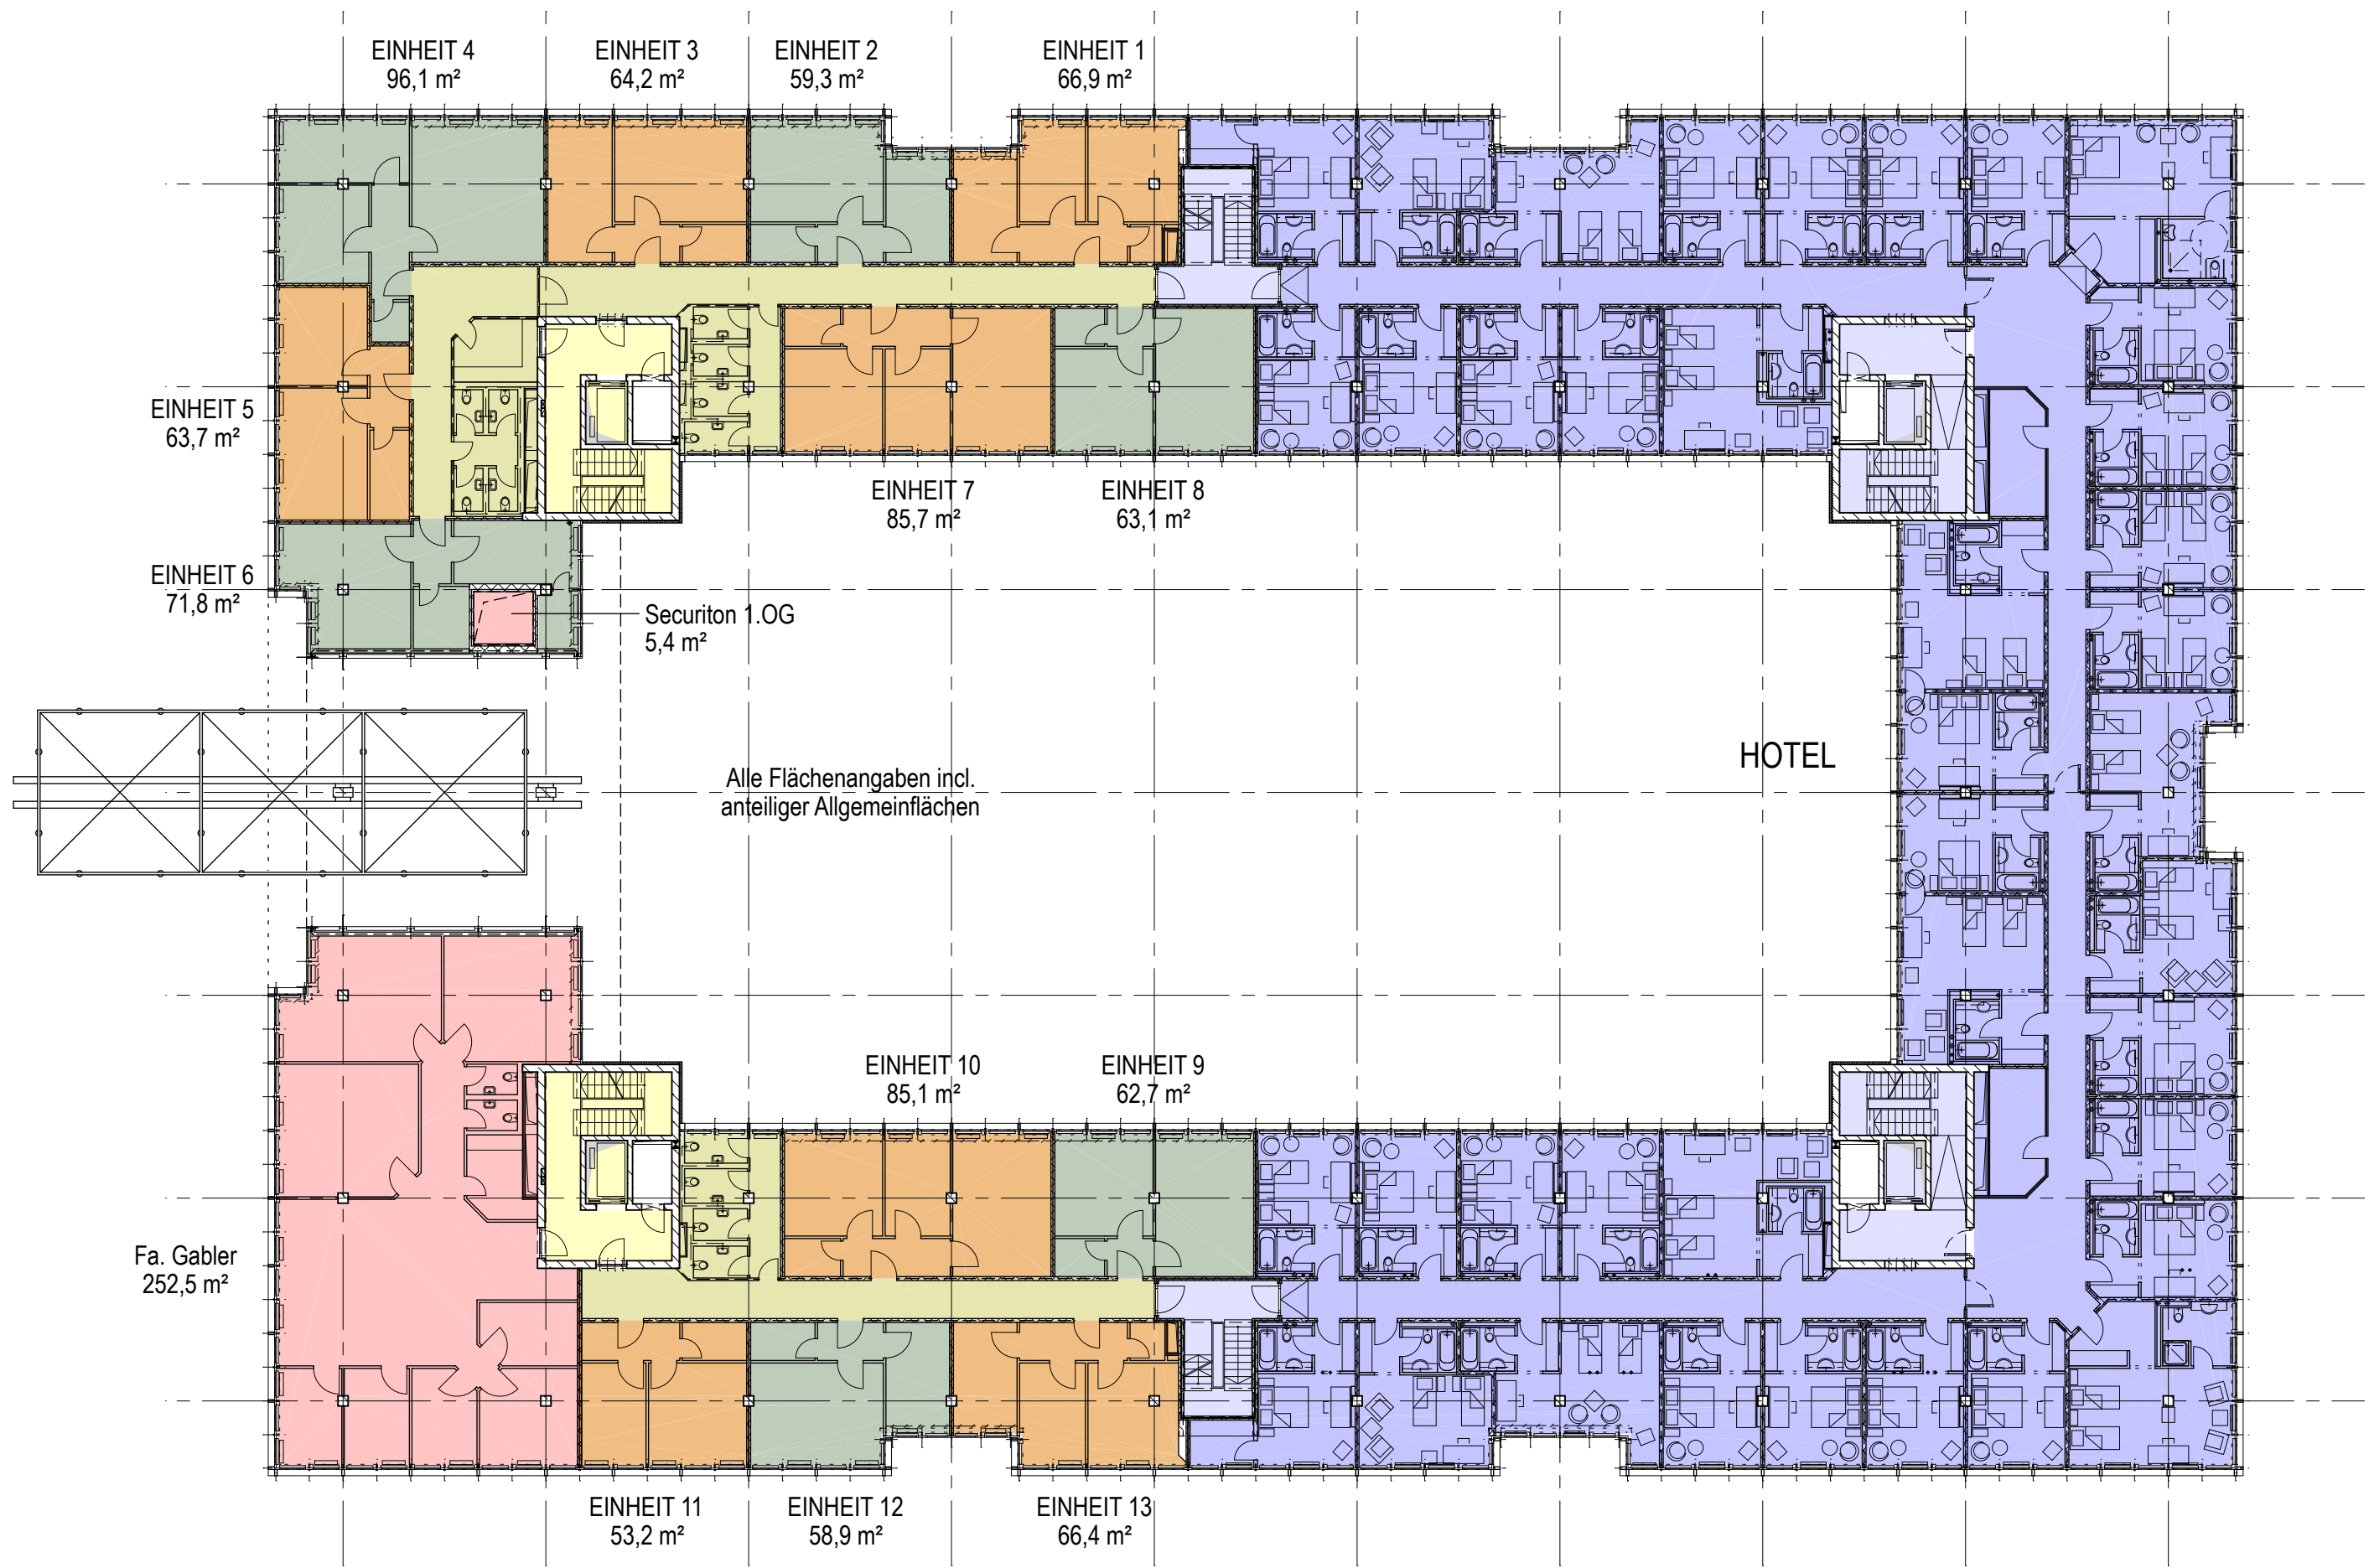 EINHEIT 4
96,1 m²
EINHEIT 3
64,2 m²
EINHEIT 2
59,3 m²
EINHEIT 1
66,9 m²
EINHEIT 5
63,7 m²
EINHEIT 7
85,7 m²
EINHEIT 8
63,1 m²
EINHEIT 6
71,8 m²
Securiton 1.OG
5,4 m²
HOTEL
Alle Flächenangaben incl.
anteiliger Allgemeinflächen
EINHEIT 10
85,1 m²
EINHEIT 9
62,7 m²
Fa. Gabler
252,5 m²
EINHEIT 11
53,2 m²
EINHEIT 12
58,9 m²
EINHEIT 13
66,4 m²